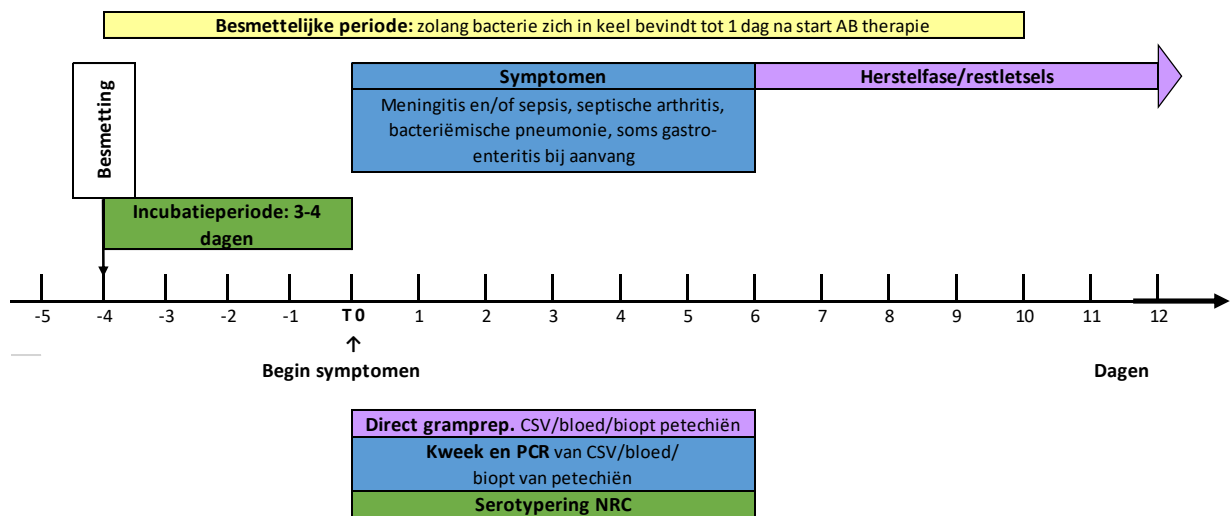 Besmettelijke periode: zolang bacterie zich in keel bevindt tot 1 dag na start AB therapie
Besmetting
Symptomen
Herstelfase/restletsels
Meningitis en/of sepsis, septische arthritis,
bacteriëmische pneumonie, soms gastro-
enteritis bij aanvang
Incubatieperiode: 3-4
dagen
-5 -4 -3 -2 -1 T 0 1 2 3 4 5 6 7 8 9 10 11 12
↑
Begin symptomen
Dagen
Direct gramprep. CSV/bloed/biopt petechiën
Kweek en PCR van CSV/bloed/
biopt van petechiën
Serotypering NRC